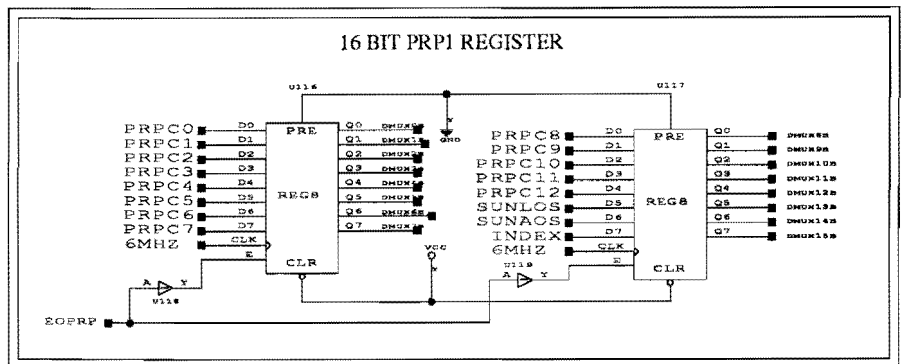 16 BIT PRP1 REGISTER
U116
PRE
REG8
CLR
PRPC0 D0
PRPC1 D1
PRPC2 D2
PRPC3 D3
PRPC4 D4
PRPC5 D5
PRPC6 D6
PRPC7 D7
6MHZ CLK
E
Q0
Q1
Q2
Q3
Q4
Q5
Q6
Q7
GND
VCC
A Y
U118
EOPRP
U117
PRE
REG8
CLR
PRPC8 D0
PRPC9 D1
PRPC10 D2
PRPC11 D3
PRPC12 D4
SUNLOS D5
SUNAOS D6
INDEX D7
6MHZ CLK
E
Q0 DMUX8B
Q1 DMUX9B
Q2 DMUX10B
Q3 DMUX11B
Q4 DMUX12B
Q5 DMUX13B
Q6 DMUX14B
Q7 DMUX15B
A Y
U119